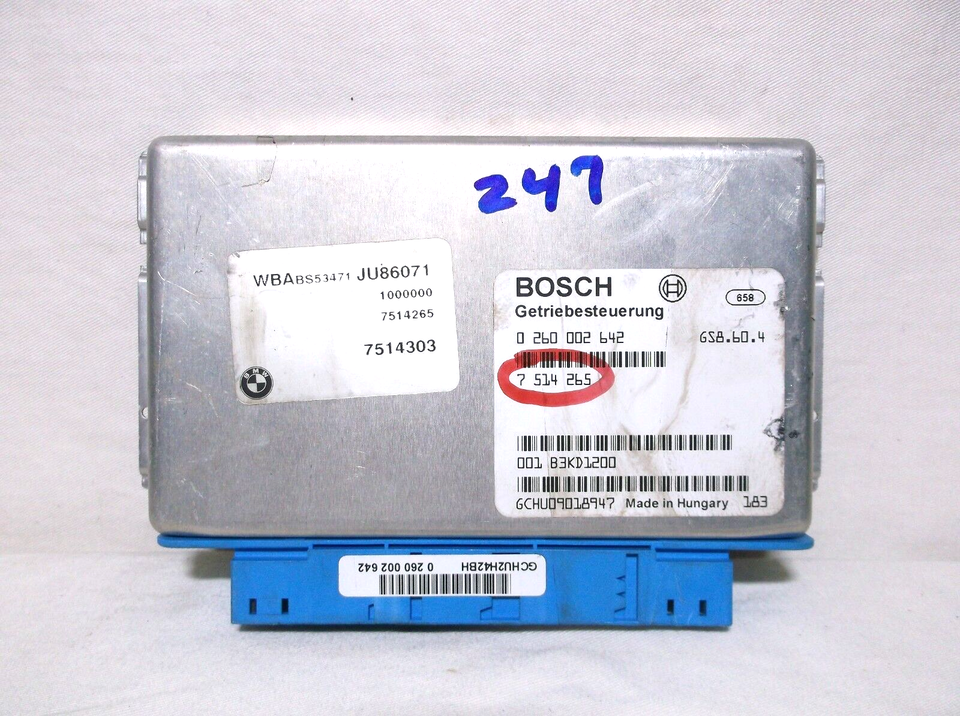 247
WBABS53471 JU86071
1000000
7514265
7514303
BMW
BOSCH
658
Getriebesteuerung
0 260 002 642 GS8.60.4
7 514 265
001 B3KD1200
GCHU09018947 Made in Hungary 183
GCHU2H42BH 0 260 002 642